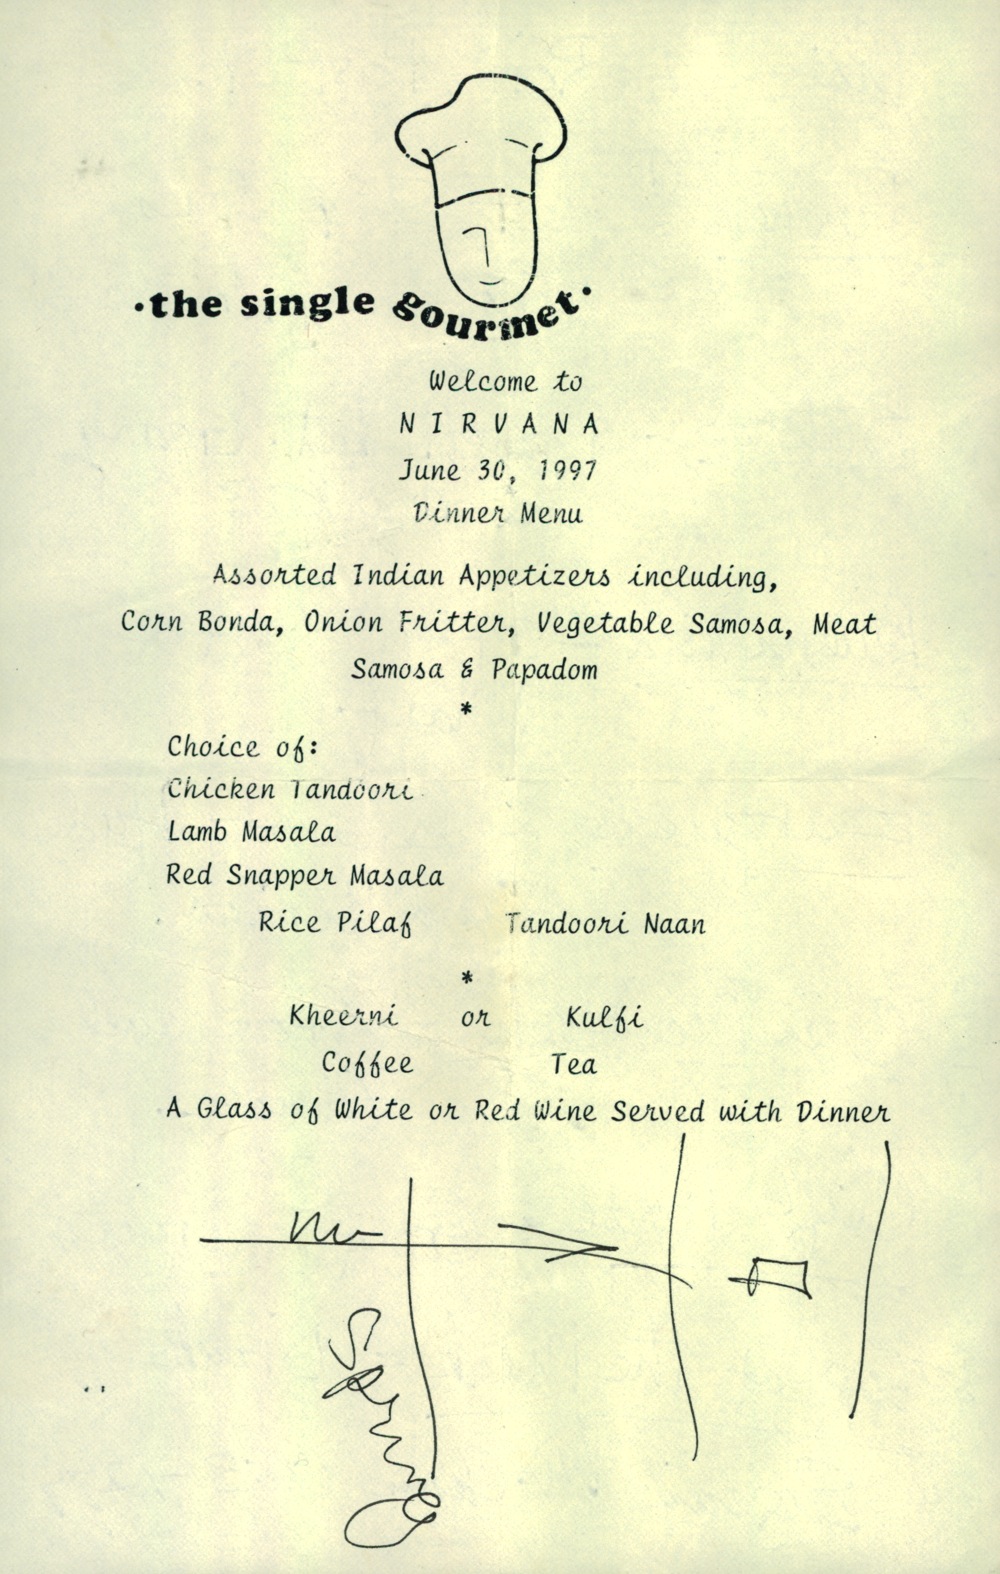 ·the single gourmet·
Welcome to
NIRVANA
June 30, 1997
Dinner Menu
Assorted Indian Appetizers including,
Corn Bonda, Onion Fritter, Vegetable Samosa, Meat
Samosa & Papadom
*
Choice of:
Chicken Tandoori
Lamb Masala
Red Snapper Masala
Rice Pilaf Tandoori Naan
*
Kheerni or Kulfi
Coffee Tea
A Glass of White or Red Wine Served with Dinner